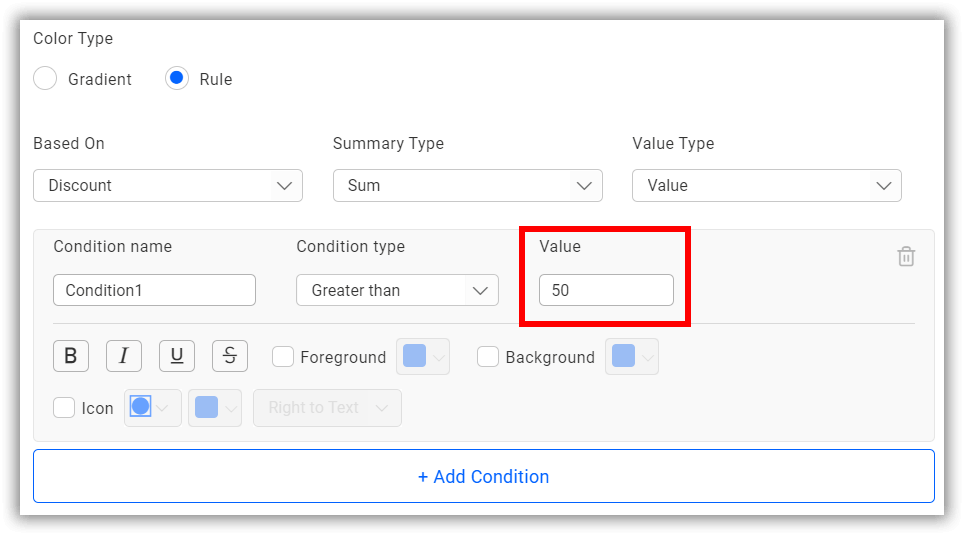 Color Type
Gradient Rule
Based On Summary Type Value Type
Discount Sum Value
Condition name Condition type Value
Condition1 Greater than 50
B I U S Foreground Background
Icon Right to Text
+ Add Condition